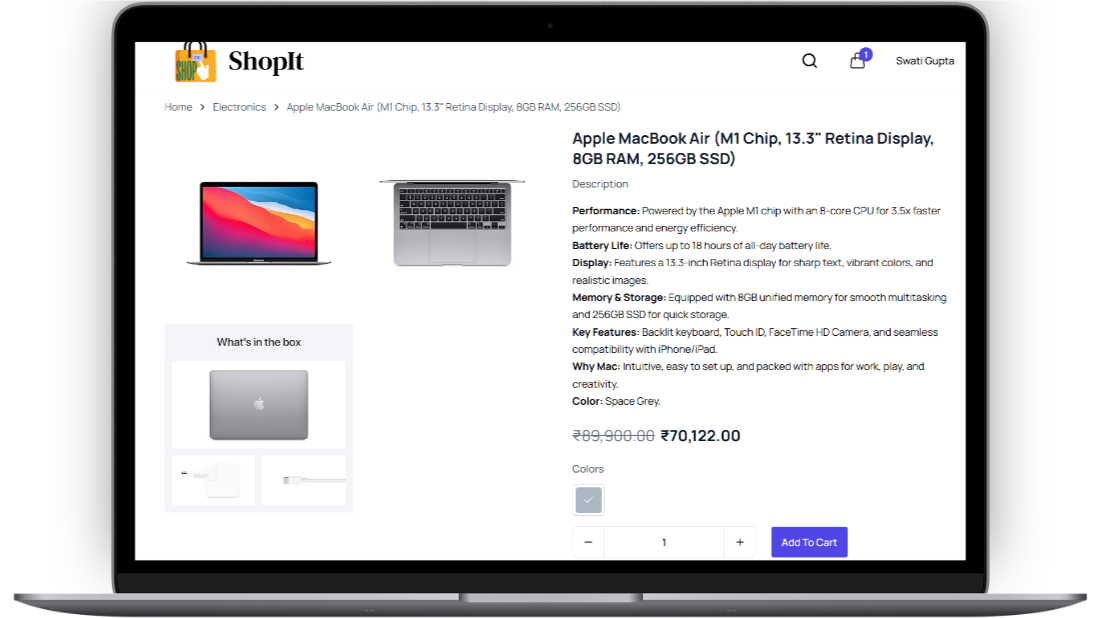 SHOP
ShopIt
1
Swati Gupta
Home > Electronics > Apple MacBook Air (M1 Chip, 13.3" Retina Display, 8GB RAM, 256GB SSD)
Apple MacBook Air (M1 Chip, 13.3" Retina Display,
8GB RAM, 256GB SSD)
Description
Performance: Powered by the Apple M1 chip with an 8-core CPU for 3.5x faster
performance and energy efficiency.
Battery Life: Offers up to 18 hours of all-day battery life.
Display: Features a 13.3-inch Retina display for sharp text, vibrant colors, and
realistic images.
Memory & Storage: Equipped with 8GB unified memory for smooth multitasking
and 256GB SSD for quick storage.
Key Features: Backlit keyboard, Touch ID, FaceTime HD Camera, and seamless
compatibility with iPhone/iPad.
Why Mac: Intuitive, easy to set up, and packed with apps for work, play, and
creativity.
Color: Space Grey.
What's in the box
₹89,900.00 ₹70,122.00
Colors
− 1 +
Add To Cart